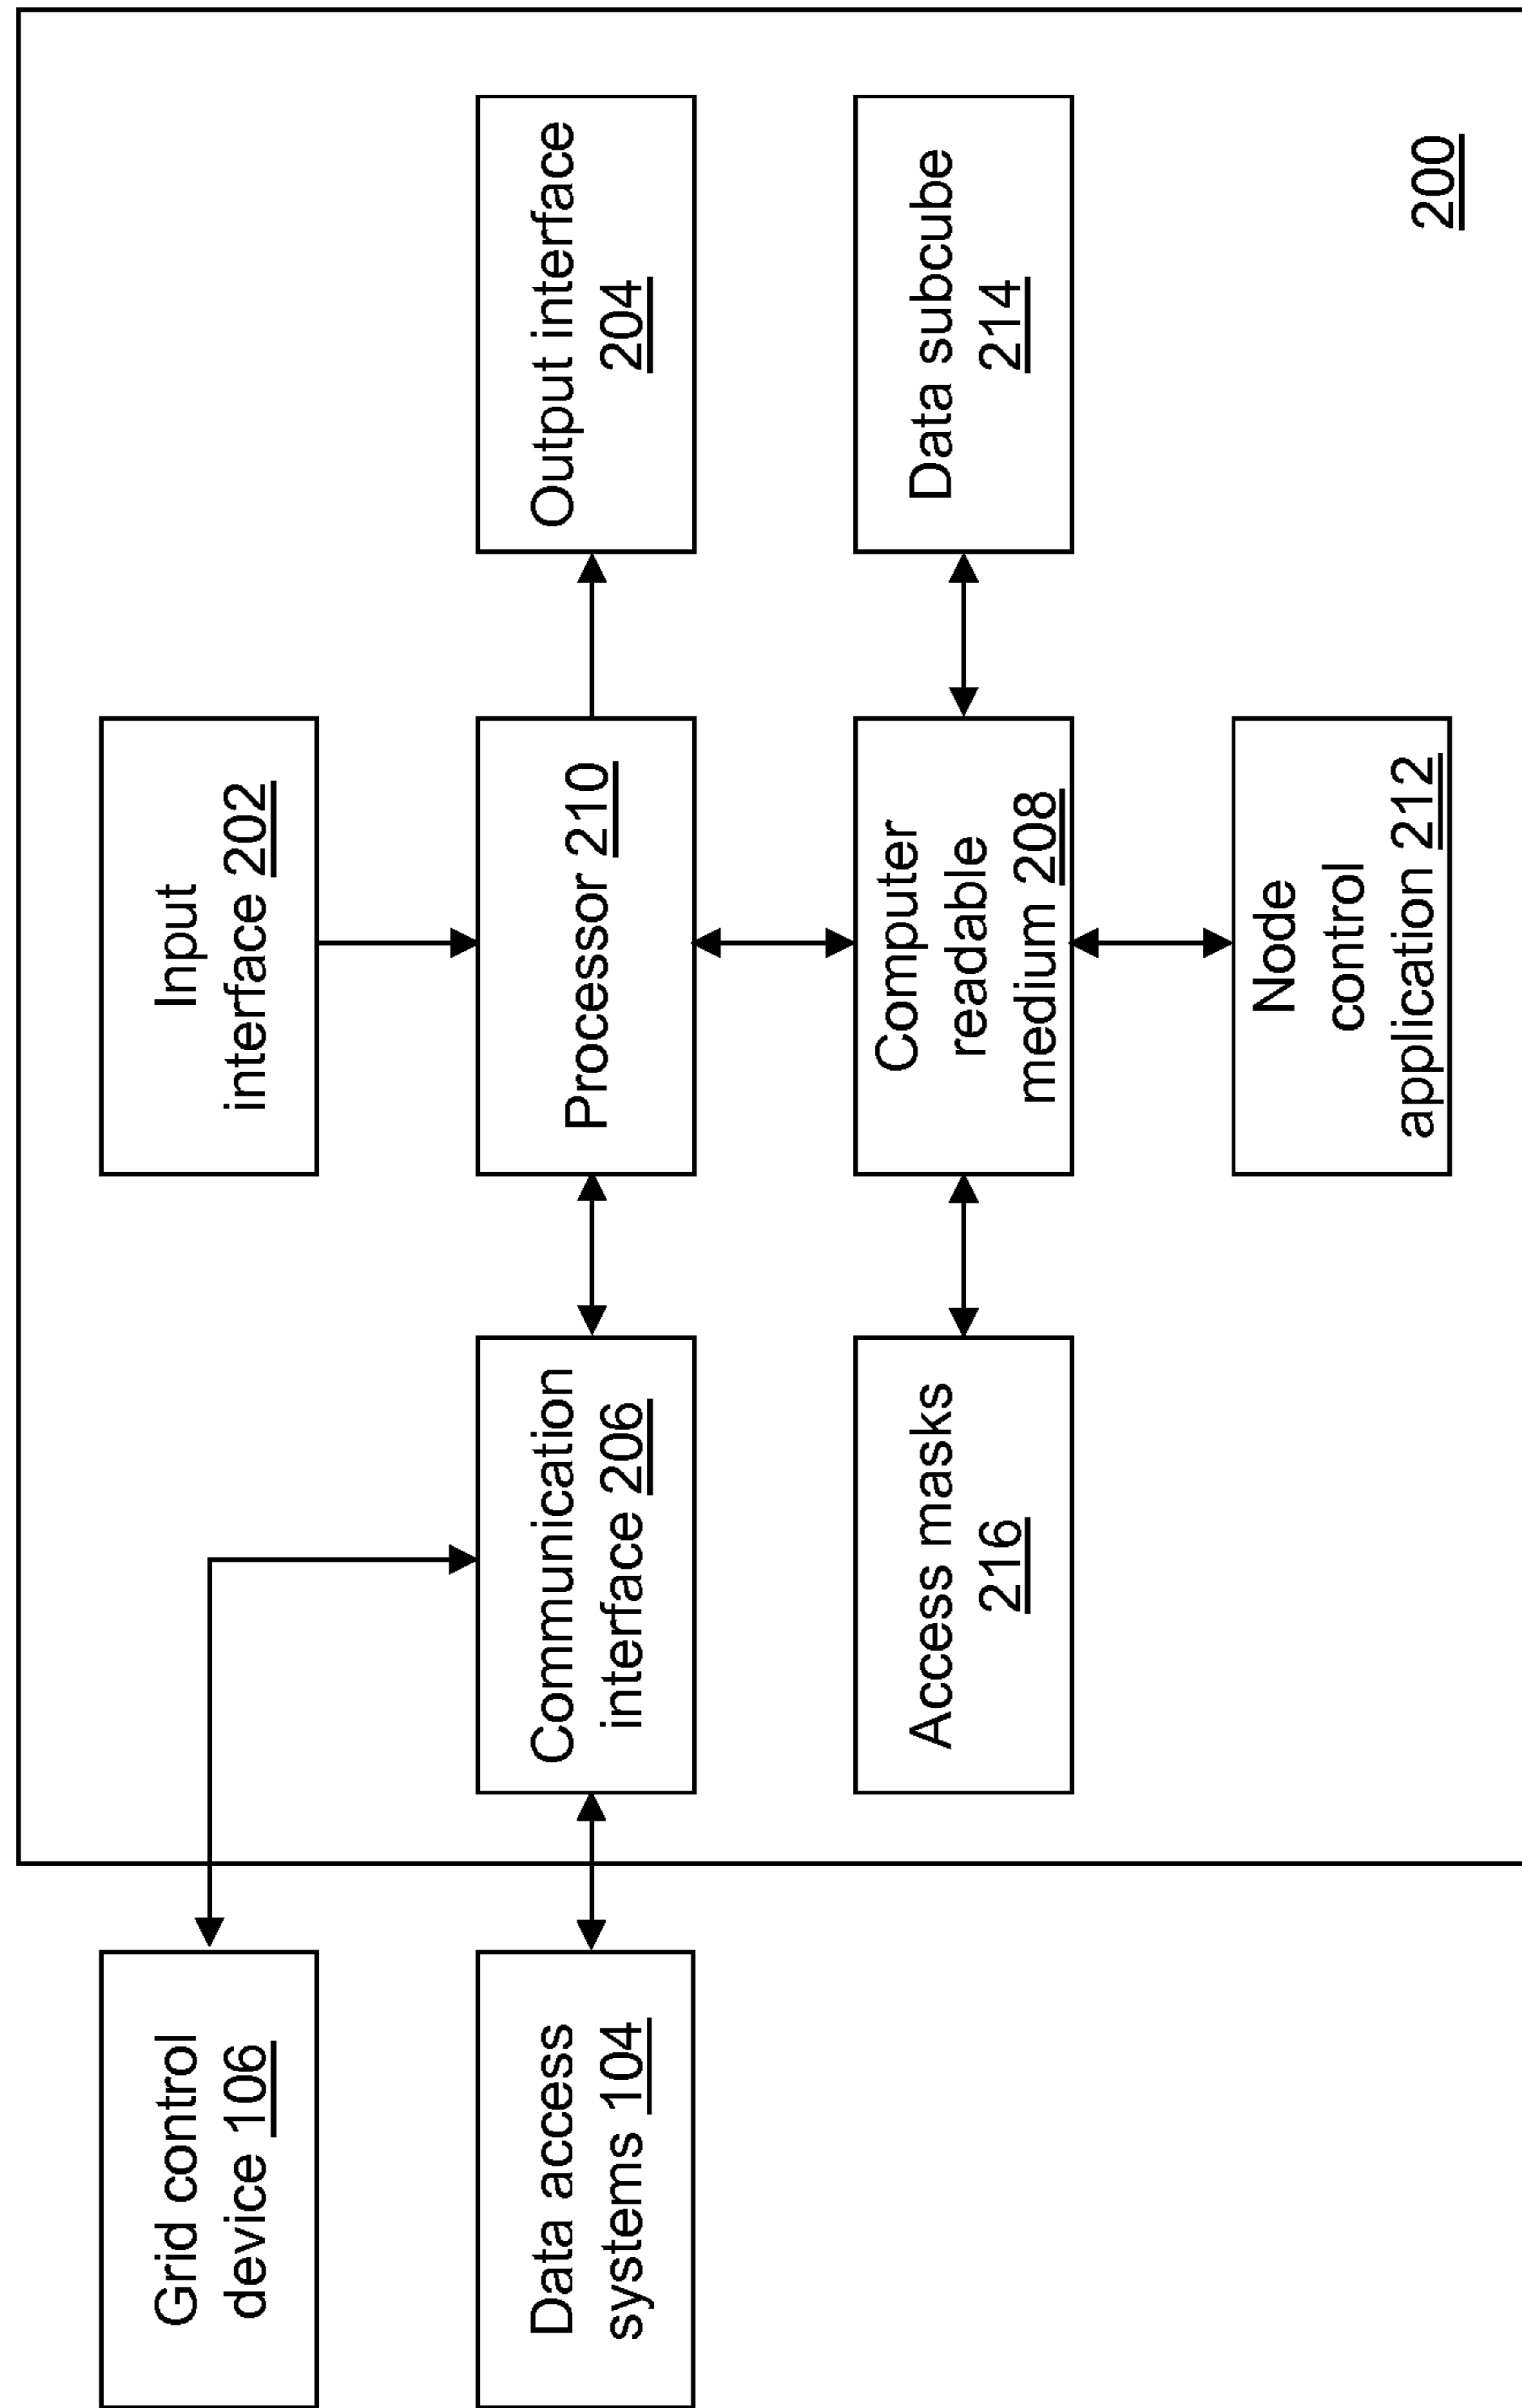 Grid control
device 106
Input
interface 202
Data access
systems 104
Communication
interface 206
Processor 210
Output interface
204
Access masks
216
Computer
readable
medium 208
Data subcube
214
Node
control
application 212
200